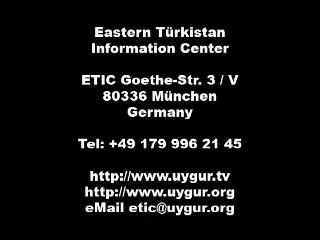 Eastern Türkistan
Information Center
ETIC Goethe-Str. 3 / V
80336 München
Germany
Tel: +49 179 996 21 45
http://www.uygur.tv
http://www.uygur.org
eMail etic@uygur.org